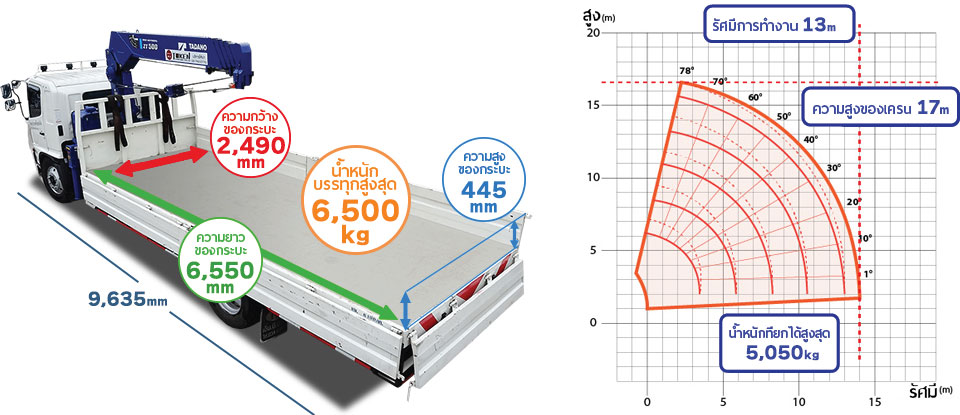 TADANO
ZT 500
ความกว้าง
ของกระบะ
2,490
mm
น้ำหนัก
บรรทุกสูงสุด
6,500
kg
ความสูง
ของกระบะ
445
mm
ความยาว
ของกระบะ
6,550
mm
9,635mm
สูง(m)
รัศมีการทำงาน 13m
ความสูงของเครน 17m
20
15
10
5
0
78°
70°
60°
50°
40°
30°
20°
10°
1°
น้ำหนักที่ยกได้สูงสุด
5,050kg
0
5
10
15
รัศมี(m)